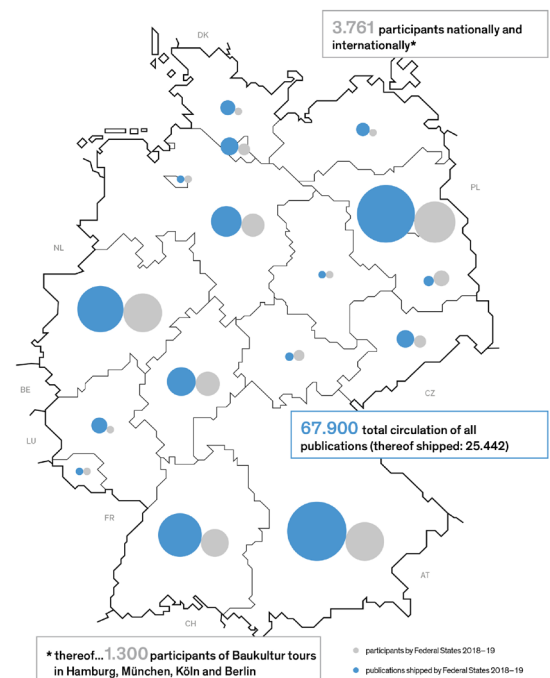 3.761 participants nationally and
internationally*
DK
PL
NL
BE
CZ
LU
67.900 total circulation of all
publications (thereof shipped: 25.442)
FR
AT
CH
* thereof...1.300 participants of Baukultur tours
in Hamburg, München, Köln and Berlin
participants by Federal States 2018–19
publications shipped by Federal States 2018–19